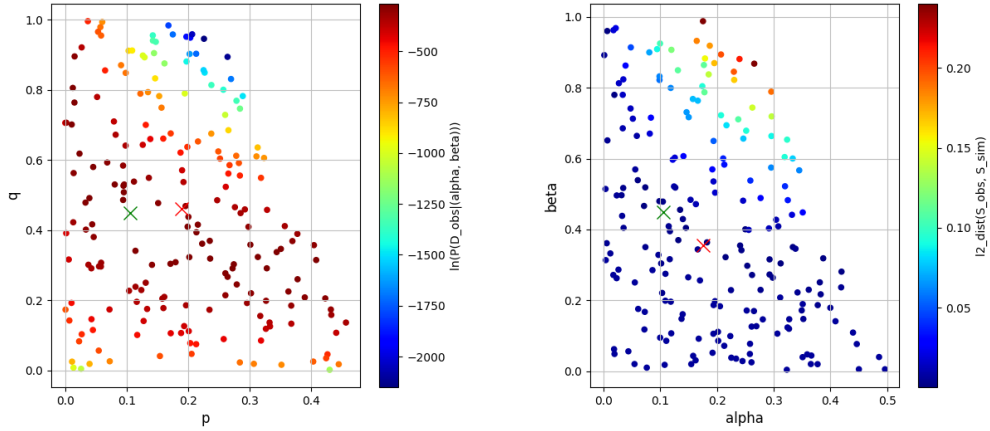 1.0
0.8
0.6
0.4
0.2
0.0
q
0.0 0.1 0.2 0.3 0.4
p
−500
−750
−1000
−1250
−1500
−1750
−2000
ln(P(D_obs|(alpha, beta)))
1.0
0.8
0.6
0.4
0.2
0.0
beta
0.0 0.1 0.2 0.3 0.4 0.5
alpha
0.20
0.15
0.10
0.05
l2_dist(S_obs, S_sim)